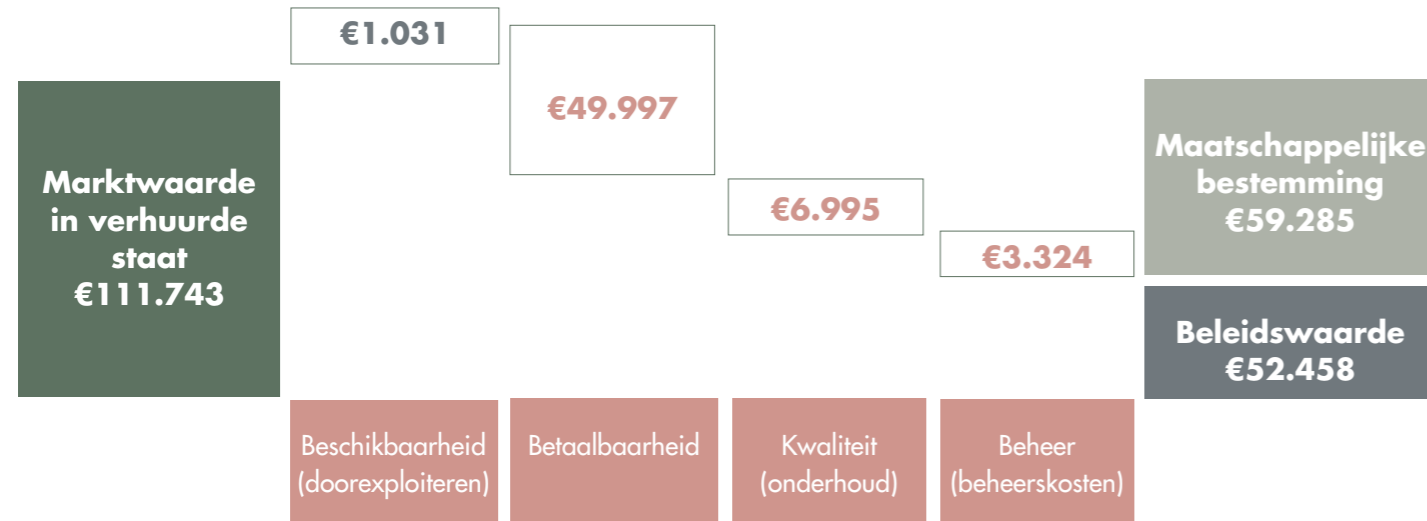 Marktwaarde
in verhuurde
staat
€111.743
€1.031
€49.997
€6.995
€3.324
Maatschappelijke
bestemming
€59.285
Beleidswaarde
€52.458
Beschikbaarheid
(doorexploiteren)
Betaalbaarheid
Kwaliteit
(onderhoud)
Beheer
(beheerskosten)